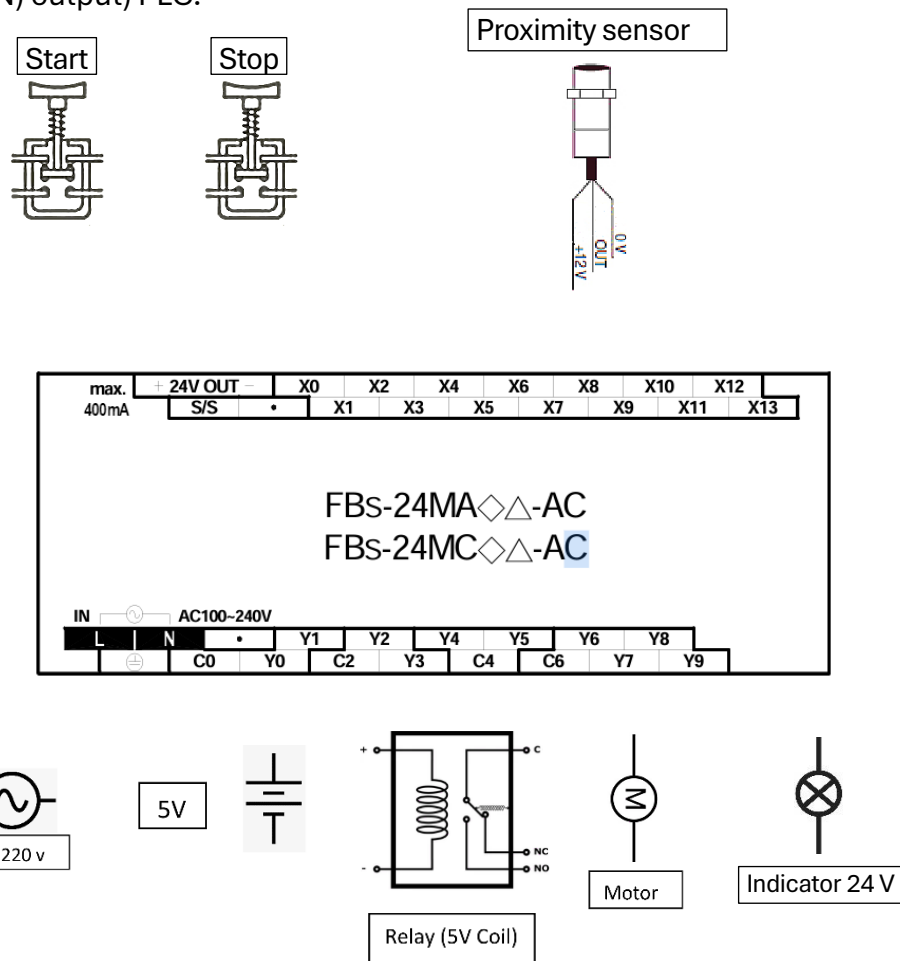 N) output) PLC.
Proximity sensor
Start
Stop
+12 V
OUT
0 V
max.
+ 24V OUT - X0 X2 X4 X6 X8 X10 X12
400mA
S/S • X1 X3 X5 X7 X9 X11 X13
FBs-24MA◇△-AC
FBs-24MC◇△-AC
IN AC100~240V
L N • Y1 Y2 Y4 Y5 Y6 Y8
C0 Y0 C2 Y3 C4 C6 Y7 Y9
+ C
5V
M
220 v
NC
- NO
Motor
Indicator 24 V
Relay (5V Coil)